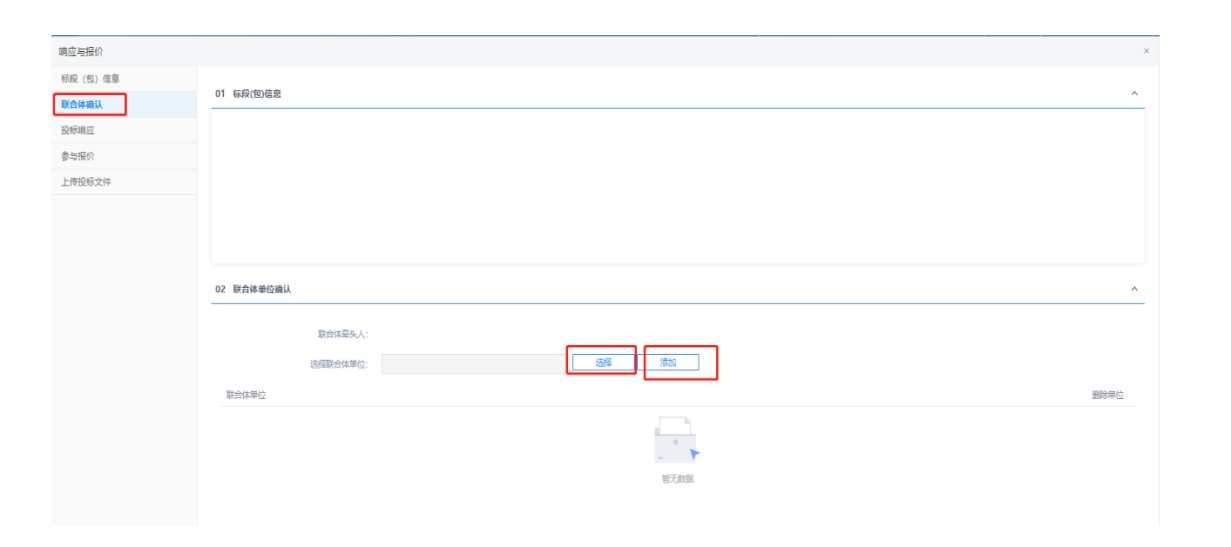 响应与报价
×
标段（包）信息
联合体确认
投标响应
参与报价
上传投标文件
01 标段(包)信息
02 联合体单位确认
联合体牵头人:
选择联合体单位:
选择
添加
联合体单位
删除单位
暂无数据